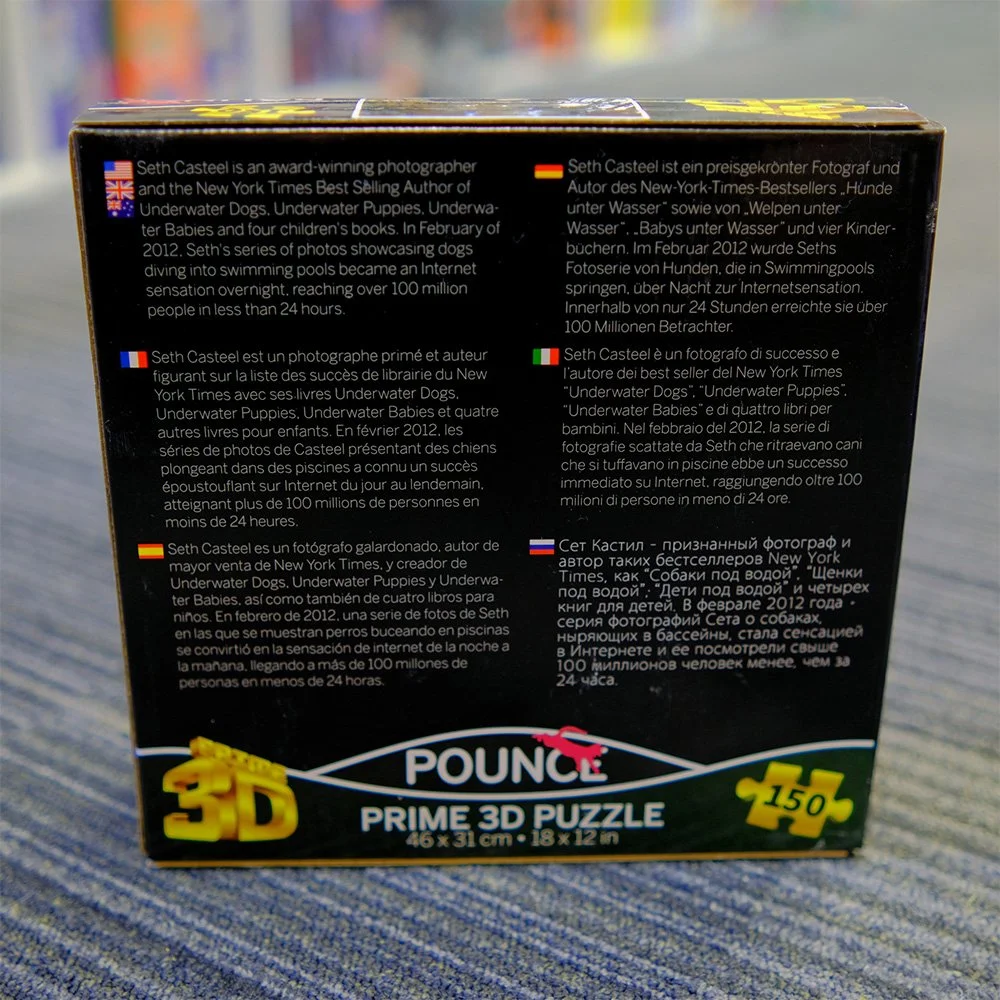 Seth Casteel is an award-winning photographer
and the New York Times Best Selling Author of
Underwater Dogs, Underwater Puppies, Underwa-
ter Babies and four children's books. In February of
2012, Seth's series of photos showcasing dogs
diving into swimming pools became an Internet
sensation overnight, reaching over 100 million
people in less than 24 hours.
Seth Casteel est un photographe primé et auteur
figurant sur la liste des succès de librairie du New
York Times avec ses livres Underwater Dogs,
Underwater Puppies, Underwater Babies et quatre
autres livres pour enfants. En février 2012, les
séries de photos de Casteel présentant des chiens
plongeant dans des piscines a connu un succès
époustouflant sur Internet du jour au lendemain,
atteignant plus de 100 millions de personnes en
moins de 24 heures.
Seth Casteel es un fotógrafo galardonado, autor de
mayor venta de New York Times, y creador de
Underwater Dogs, Underwater Puppies y Underwa-
ter Babies, así como también de cuatro libros para
niños. En febrero de 2012, una serie de fotos de Seth
en las que se muestran perros buceando en piscinas
se convirtió en la sensación de internet de la noche a
la mañana, llegando a más de 100 millones de
personas en menos de 24 horas.
Seth Casteel ist ein preisgekrönter Fotograf und
Autor des New-York-Times-Bestsellers „Hunde
unter Wasser" sowie von „Welpen unter
Wasser", „Babys unter Wasser" und vier Kinder-
büchern. Im Februar 2012 wurde Seths
Fotoserie von Hunden, die in Swimmingpools
springen, über Nacht zur Internetsensation.
Innerhalb von nur 24 Stunden erreichte sie über
100 Millionen Betrachter.
Seth Casteel è un fotografo di successo e
l'autore dei best seller del New York Times
"Underwater Dogs", "Underwater Puppies",
"Underwater Babies" e di quattro libri per
bambini. Nel febbraio del 2012, la serie di
fotografie scattate da Seth che ritraevano cani
che si tuffavano in piscine ebbe un successo
immediato su Internet, raggiungendo oltre 100
milioni di persone in meno di 24 ore.
Сет Кастил - признанный фотограф и
автор таких бестселлеров New York
Times, как "Собаки под водой", "Щенки
под водой", "Дети под водой" и четырех
книг для детей. В феврале 2012 года -
серия фотографий Сета о собаках,
ныряющих в бассейны, стала сенсацией
в Интернете и ее посмотрели свыше
100 миллионов человек менее, чем за
24 часа.
3D
POUNCE
PRIME 3D PUZZLE
46 x 31 cm • 18 x 12 in
150